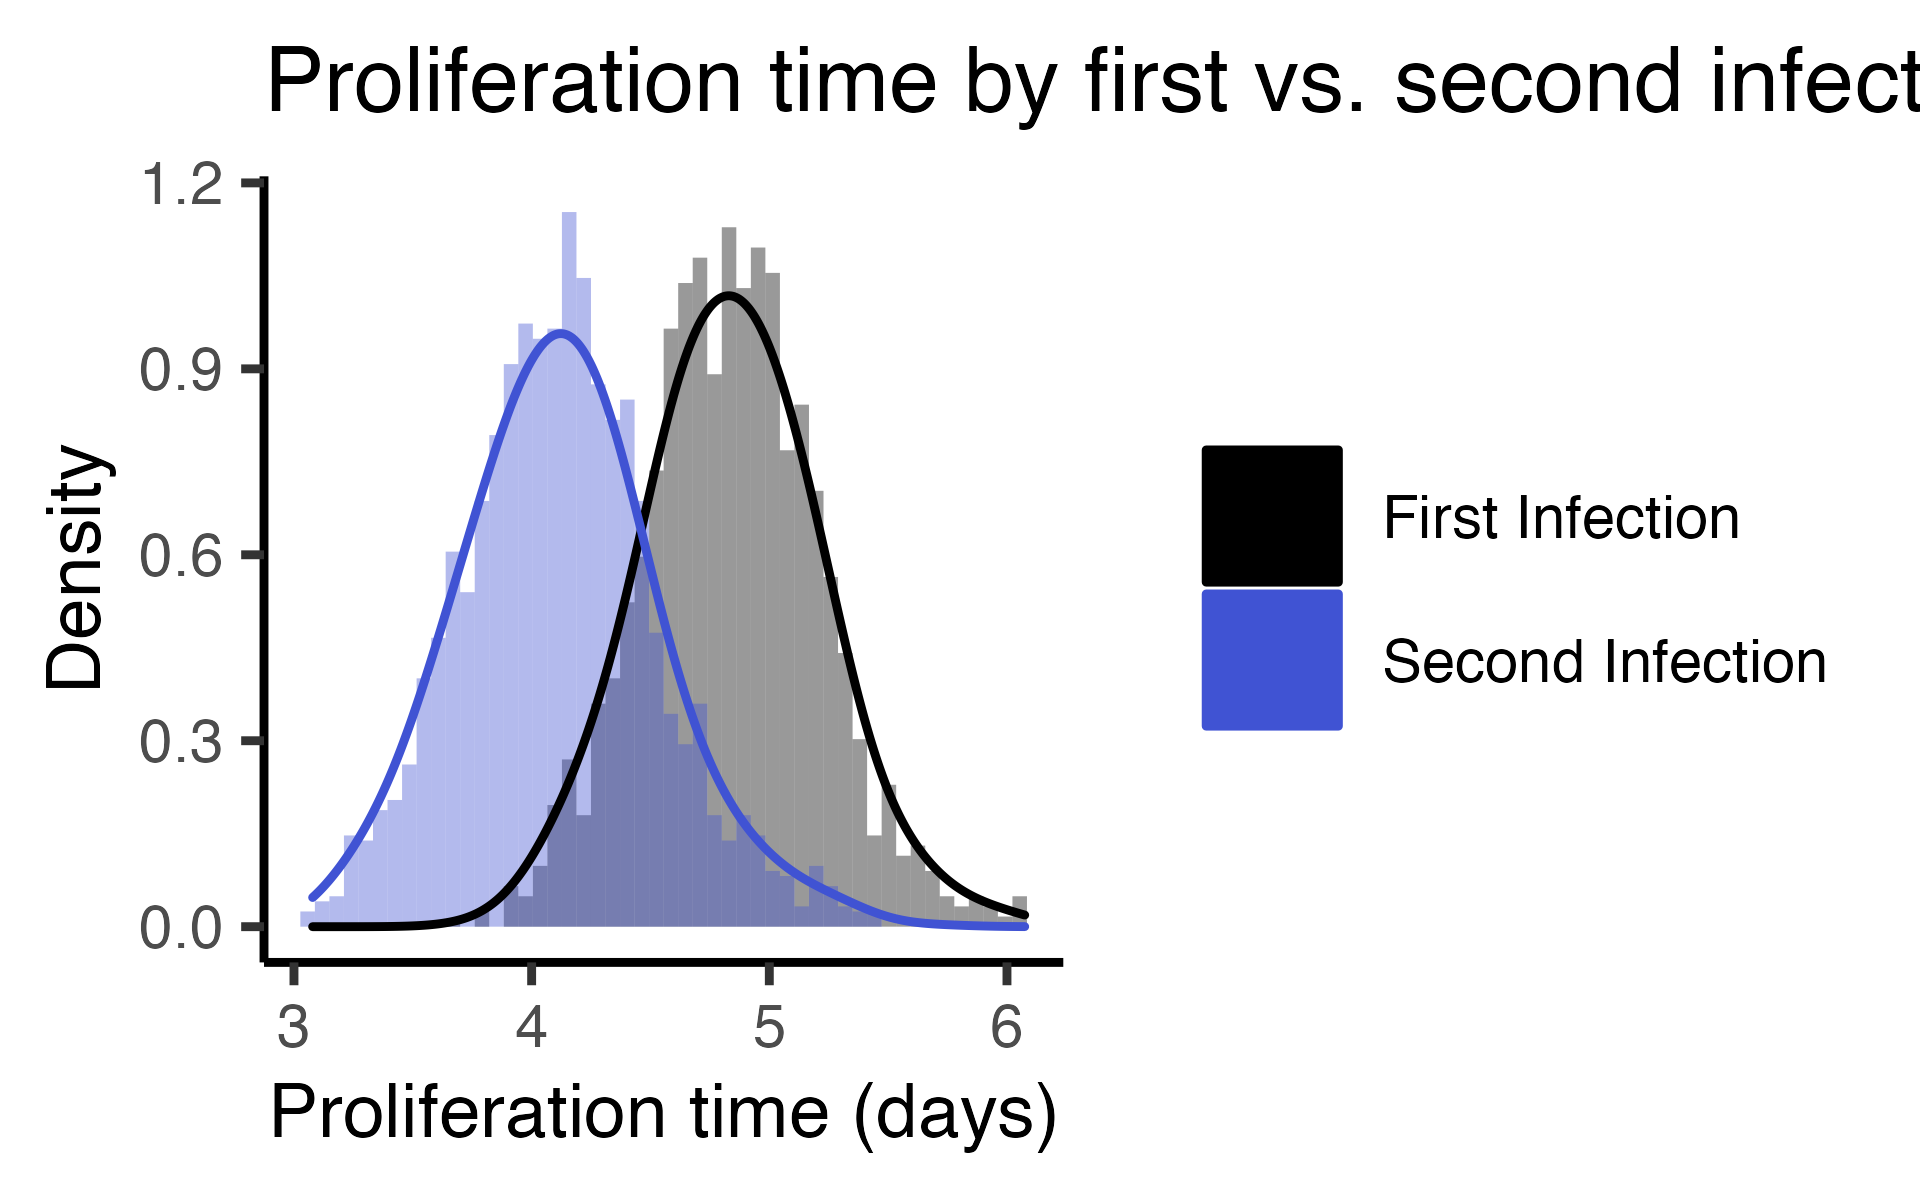 Proliferation time by first vs. second infect
1.2
0.9
0.6
0.3
0.0
Density
3 4 5 6
Proliferation time (days)
First Infection
Second Infection